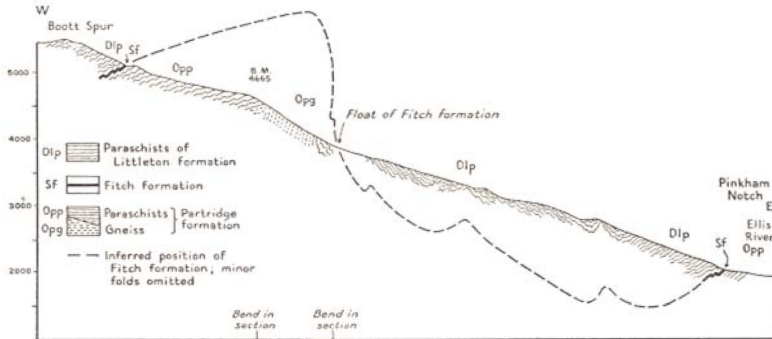 W
Boott Spur
Dlp Sf
Opp
B.M.
4665
Opg
Float of Fitch formation
Dlp
Dlp
Sf
Pinkham
Notch
E
Ellis
River
Opp
5000
4000
3000
2000
Dlp Paraschists of
Littleton formation
Sf Fitch formation
Opp Paraschists } Partridge
Opg Gneiss formation
Inferred position of
Fitch formation; minor
folds omitted
Bend in
section
Bend in
section